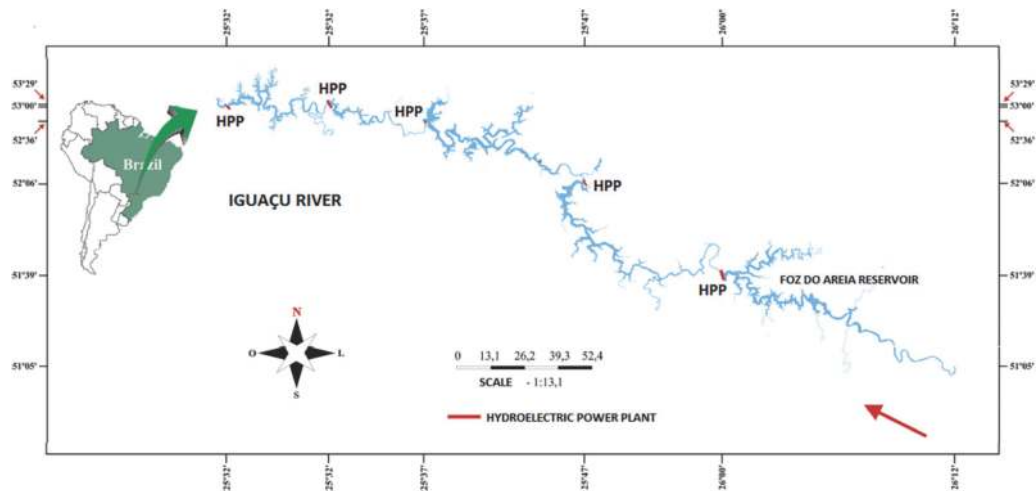 25°32'
25°32'
25°37'
25°47'
26°00'
26°12'
53°29'
53°00'
52°36'
52°06'
51°39'
51°05'
53°29'
53°00'
52°36'
52°06'
51°39'
51°05'
Brazil
HPP
HPP
HPP
HPP
HPP
IGUAÇU RIVER
FOZ DO AREIA RESERVOIR
N
O
L
S
0 13,1 26,2 39,3 52,4
SCALE - 1:13,1
HYDROELECTRIC POWER PLANT
25°32'
25°32'
25°37'
25°47'
26°00'
26°12'